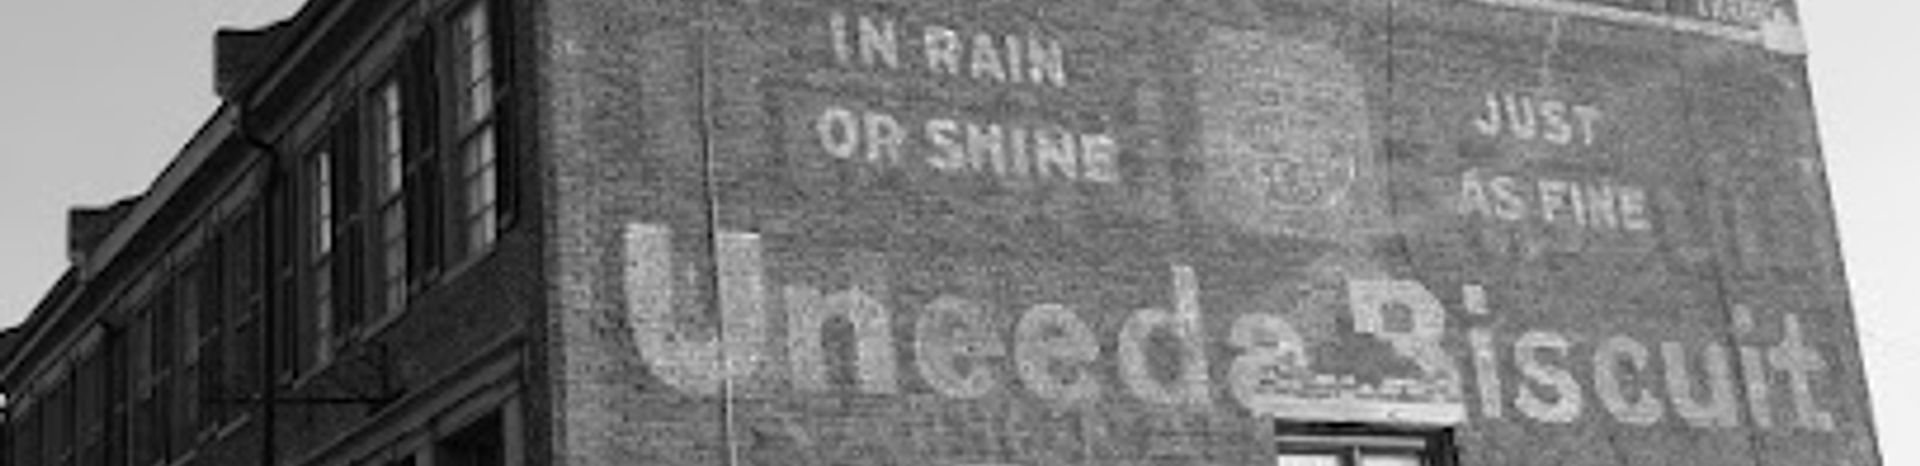 IN RAIN
OR SHINE
JUST
AS FINE
Uneeda Biscuit